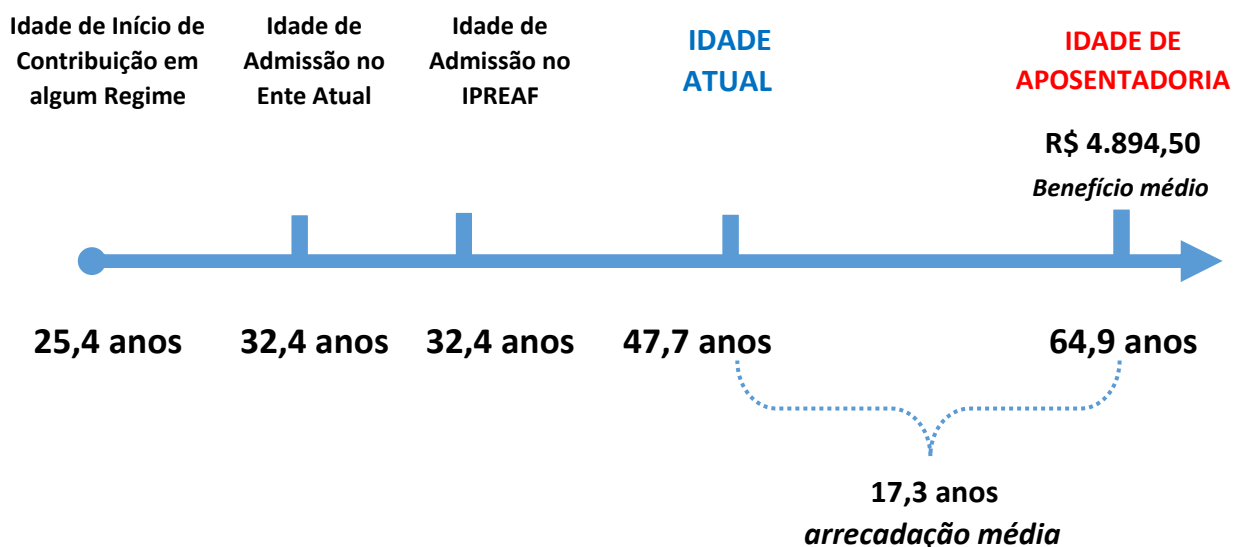 Idade de Início de
Contribuição em
algum Regime
Idade de
Admissão no
Ente Atual
Idade de
Admissão no
IPREAF
IDADE
ATUAL
IDADE DE
APOSENTADORIA
R$ 4.894,50
Benefício médio
25,4 anos
32,4 anos
32,4 anos
47,7 anos
64,9 anos
17,3 anos
arrecadação média